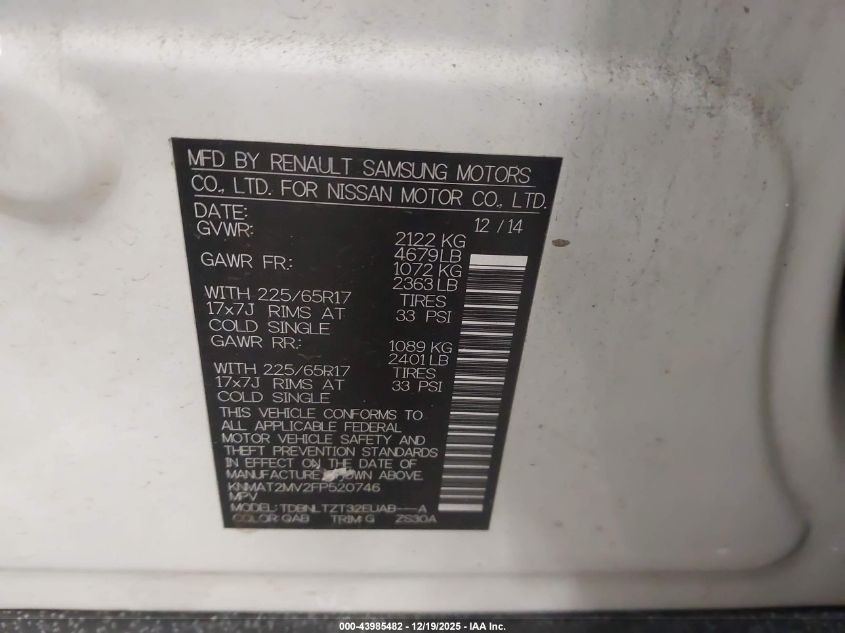 MFD BY RENAULT SAMSUNG MOTORS
CO., LTD. FOR NISSAN MOTOR CO., LTD.
DATE: 12 / 14
GVWR: 2122 KG
4679 LB
GAWR FR.: 1072 KG
2363 LB
WITH 225/65R17 TIRES
17x7J RIMS AT 33 PSI
COLD SINGLE
GAWR RR.: 1089 KG
2401 LB
WITH 225/65R17 TIRES
17x7J RIMS AT 33 PSI
COLD SINGLE
THIS VEHICLE CONFORMS TO
ALL APPLICABLE FEDERAL
MOTOR VEHICLE SAFETY AND
THEFT PREVENTION STANDARDS
IN EFFECT ON THE DATE OF
MANUFACTURE OWN ABOVE.
KNMAT2MV2FP520746
MPV
MODEL: TDBNLTZT32EUAB---A
COLOR: QAB TRIM: G ZS30A
000-43985482 - 12/19/2025 - IAA Inc.